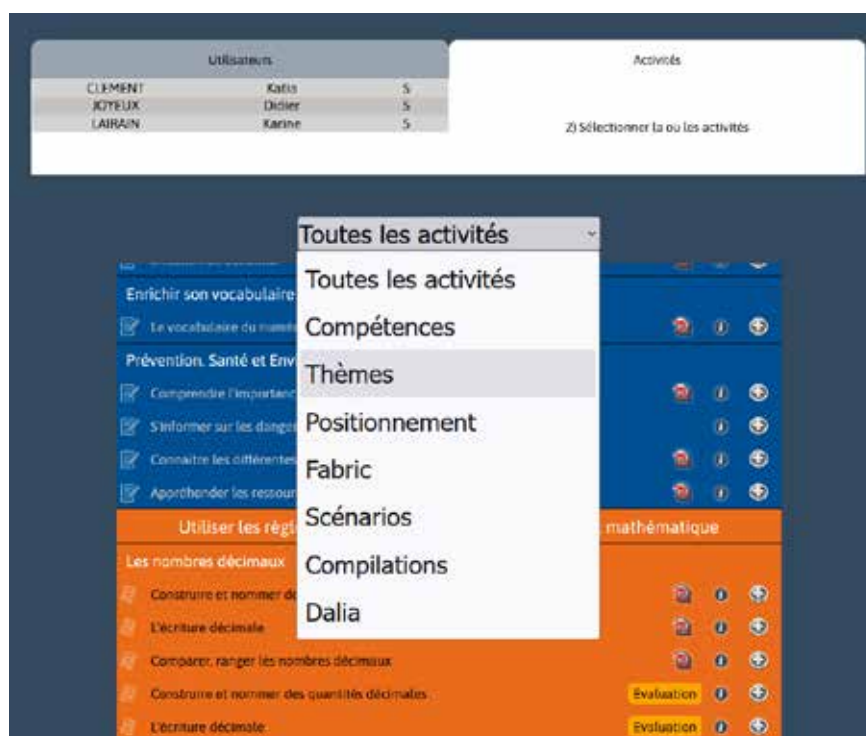 Utilisateurs
Activités
CLEMENT Katia S
JOYEUX Didier S
LAIRAIN Karine S
2) Sélectionner la ou les activités
Toutes les activités
Toutes les activités
Compétences
Thèmes
Positionnement
Fabric
Scénarios
Compilations
Dalia
Enrichir son vocabulaire
Le vocabulaire du
Prévention, Santé et Env
Comprendre l'importanc
S'informer sur les danger
Connaitre les différentes
Appréhender les ressour
Utiliser les règl mathématique
Les nombres décimaux
Construire et nommer de
L'écriture décimale
Comparer, ranger les nombres décimaux
Construire et nommer des quantités décimales Evaluation
L'écriture décimale Evaluation